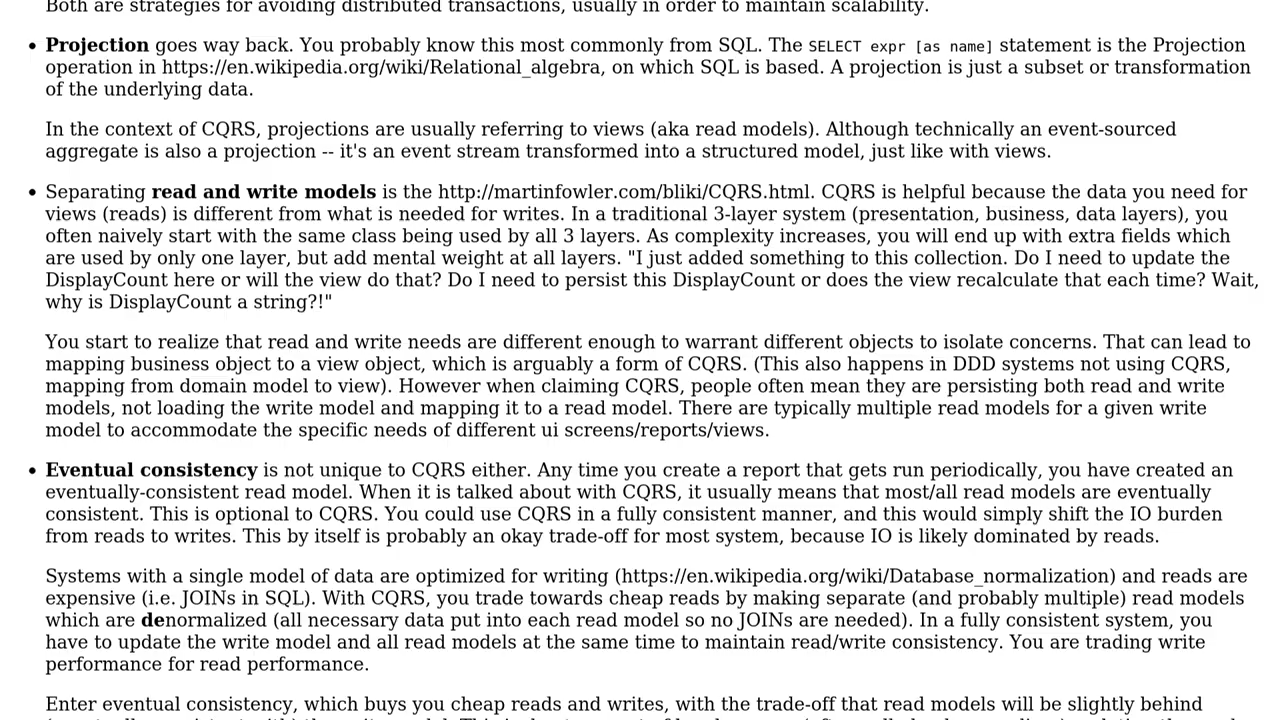 Both are strategies for avoiding distributed transactions, usually in order to maintain scalability.
• Projection goes way back. You probably know this most commonly from SQL. The SELECT expr [as name] statement is the Projection
operation in https://en.wikipedia.org/wiki/Relational_algebra, on which SQL is based. A projection is just a subset or transformation
of the underlying data.
In the context of CQRS, projections are usually referring to views (aka read models). Although technically an event-sourced
aggregate is also a projection -- it's an event stream transformed into a structured model, just like with views.
• Separating read and write models is the http://martinfowler.com/bliki/CQRS.html. CQRS is helpful because the data you need for
views (reads) is different from what is needed for writes. In a traditional 3-layer system (presentation, business, data layers), you
often naively start with the same class being used by all 3 layers. As complexity increases, you will end up with extra fields which
are used by only one layer, but add mental weight at all layers. "I just added something to this collection. Do I need to update the
DisplayCount here or will the view do that? Do I need to persist this DisplayCount or does the view recalculate that each time? Wait,
why is DisplayCount a string?!"
You start to realize that read and write needs are different enough to warrant different objects to isolate concerns. That can lead to
mapping business object to a view object, which is arguably a form of CQRS. (This also happens in DDD systems not using CQRS,
mapping from domain model to view). However when claiming CQRS, people often mean they are persisting both read and write
models, not loading the write model and mapping it to a read model. There are typically multiple read models for a given write
model to accommodate the specific needs of different ui screens/reports/views.
• Eventual consistency is not unique to CQRS either. Any time you create a report that gets run periodically, you have created an
eventually-consistent read model. When it is talked about with CQRS, it usually means that most/all read models are eventually
consistent. This is optional to CQRS. You could use CQRS in a fully consistent manner, and this would simply shift the IO burden
from reads to writes. This by itself is probably an okay trade-off for most system, because IO is likely dominated by reads.
Systems with a single model of data are optimized for writing (https://en.wikipedia.org/wiki/Database_normalization) and reads are
expensive (i.e. JOINs in SQL). With CQRS, you trade towards cheap reads by making separate (and probably multiple) read models
which are denormalized (all necessary data put into each read model so no JOINs are needed). In a fully consistent system, you
have to update the write model and all read models at the same time to maintain read/write consistency. You are trading write
performance for read performance.
Enter eventual consistency, which buys you cheap reads and writes, with the trade-off that read models will be slightly behind